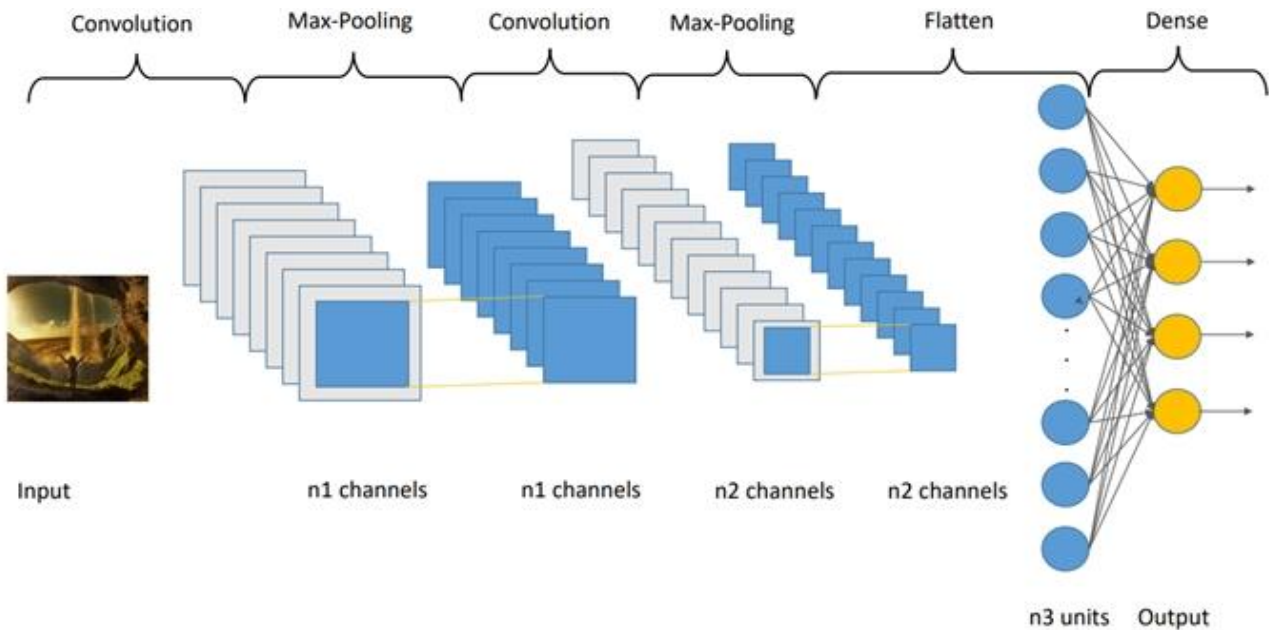 Convolution Max-Pooling Convolution Max-Pooling Flatten Dense
Input n1 channels n1 channels n2 channels n2 channels
n3 units Output